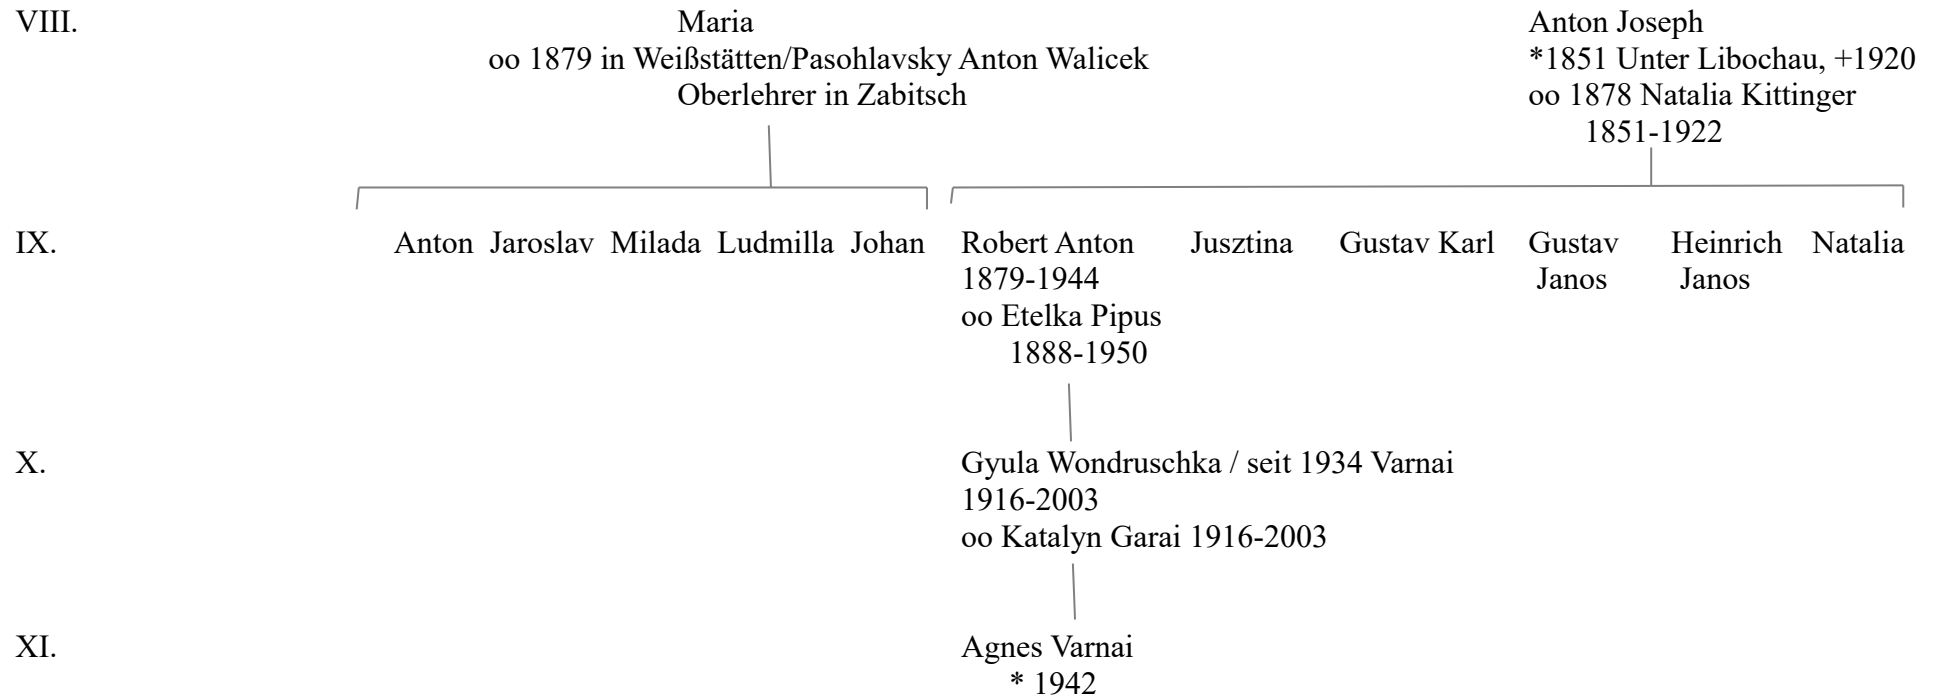 VIII. Maria Anton Joseph
oo 1879 in Weißstätten/Pasohlavsky Anton Walicek *1851 Unter Libochau, +1920
Oberlehrer in Zabitsch oo 1878 Natalia Kittinger
1851-1922
IX. Anton Jaroslav Milada Ludmilla Johan Robert Anton Jusztina Gustav Karl Gustav Heinrich Natalia
1879-1944 Janos Janos
oo Etelka Pipus
1888-1950
X. Gyula Wondruschka / seit 1934 Varnai
1916-2003
oo Katalyn Garai 1916-2003
XI. Agnes Varnai
* 1942